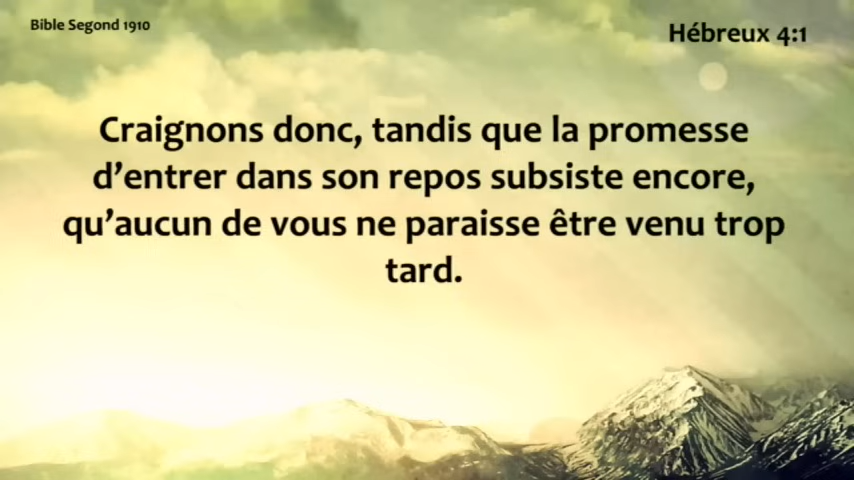 Bible Segond 1910
Hébreux 4:1
Craignons donc, tandis que la promesse
d’entrer dans son repos subsiste encore,
qu’aucun de vous ne paraisse être venu trop
tard.